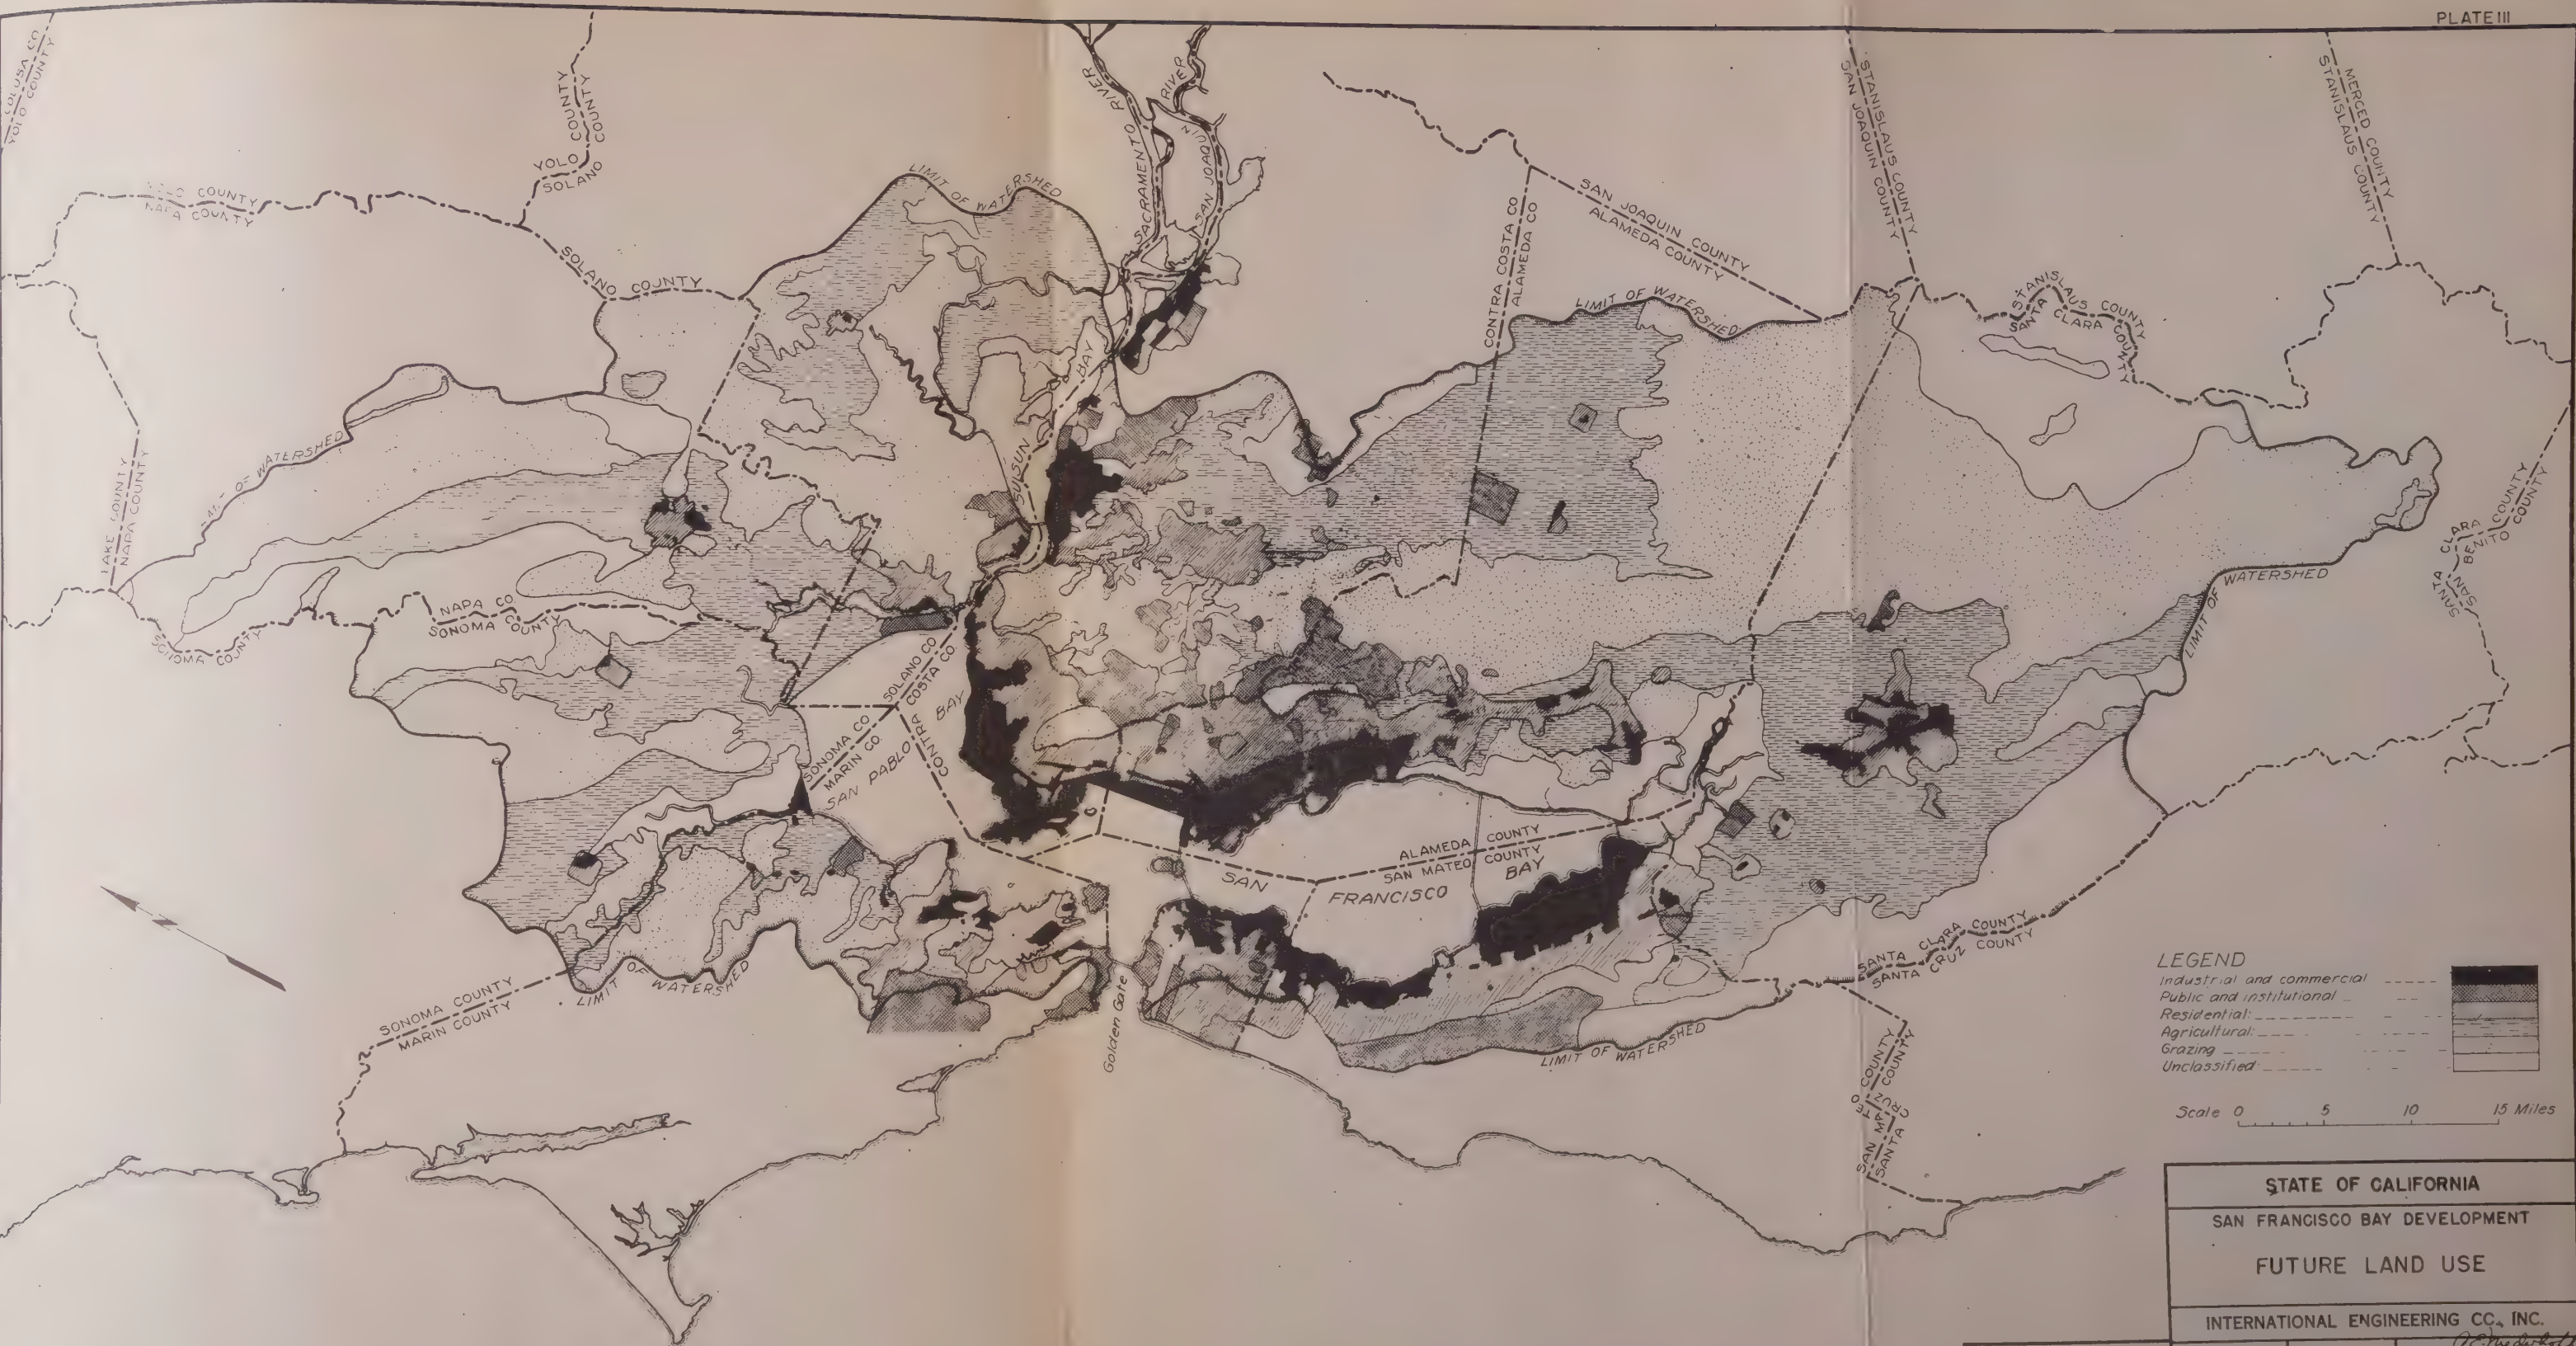 PLATE III
COLUSA CO
YOLO COUNTY
YOLO COUNTY
SOLANO COUNTY
YOLO COUNTY
NAPA COUNTY
SOLANO COUNTY
LIMIT OF WATERSHED
SACRAMENTO RIVER
SAN JOAQUIN RIVER
CONTRA COSTA CO
ALAMEDA CO
SAN JOAQUIN COUNTY
ALAMEDA COUNTY
STANISLAUS COUNTY
SAN JOAQUIN COUNTY
MERCED COUNTY
STANISLAUS COUNTY
LIMIT OF WATERSHED
STANISLAUS COUNTY
SANTA CLARA COUNTY
OF WATERSHED
SUISUN BAY
LAKE COUNTY
NAPA COUNTY
NAPA CO
SONOMA COUNTY
SONOMA COUNTY
SANTA CLARA COUNTY
SAN BENITO COUNTY
LIMIT OF WATERSHED
SOLANO CO
CONTRA COSTA CO
SONOMA CO
MARIN CO
SAN PABLO BAY
ALAMEDA COUNTY
SAN MATEO COUNTY
SAN FRANCISCO BAY
SONOMA COUNTY
MARIN COUNTY
LIMIT OF WATERSHED
Golden Gate
LIMIT OF WATERSHED
SANTA CLARA COUNTY
SANTA CRUZ COUNTY
SAN MATEO COUNTY
SANTA CRUZ COUNTY
LEGEND
Industrial and commercial
Public and institutional
Residential:
Agricultural:
Grazing
Unclassified:
Scale 0 5 10 15 Miles
STATE OF CALIFORNIA
SAN FRANCISCO BAY DEVELOPMENT
FUTURE LAND USE
INTERNATIONAL ENGINEERING CO., INC.